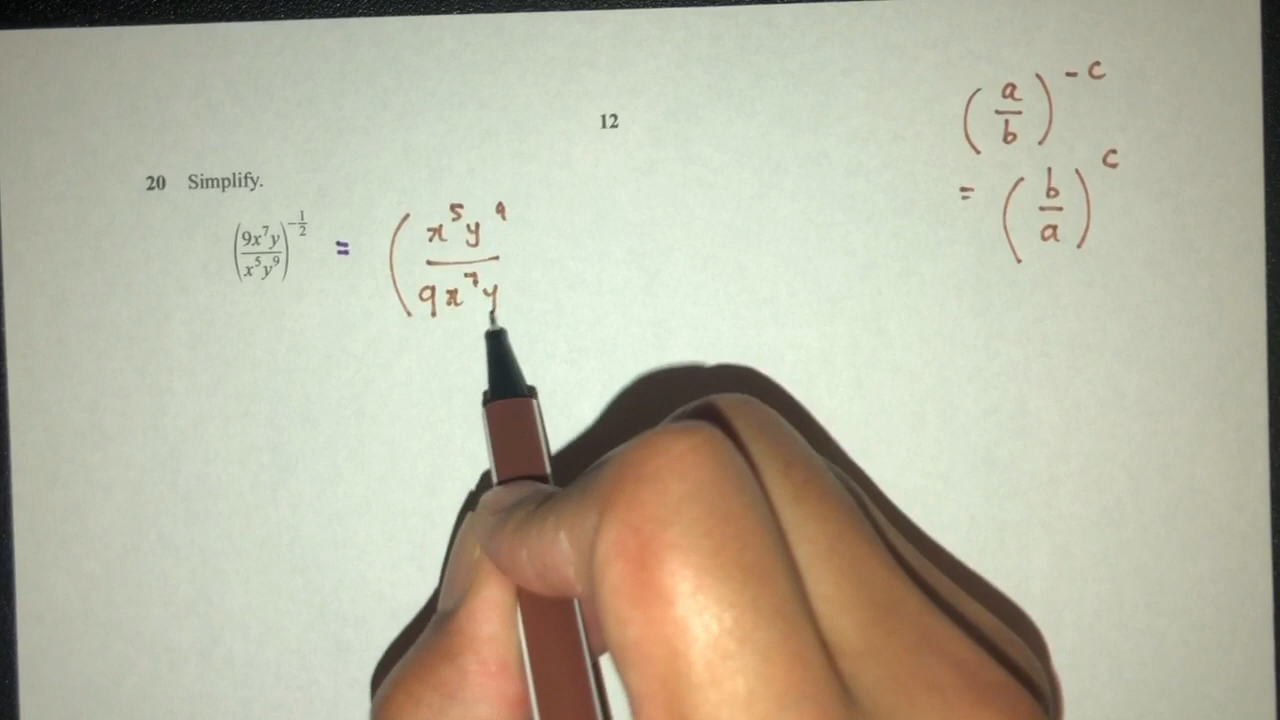 12
20 Simplify.
(9x⁷y / x⁵y⁹)^(-1/2) = (x⁵y⁹ / 9x⁷y
(a/b)^-c
= (b/a)^c